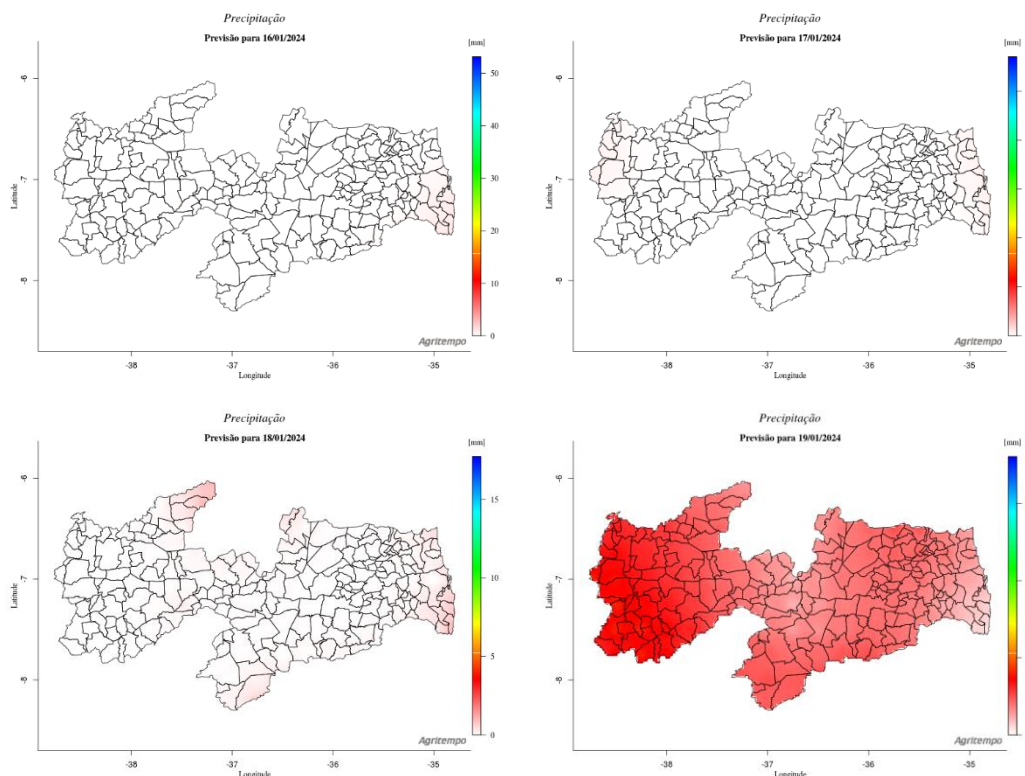 Precipitação
Previsão para 16/01/2024
[mm]
50
40
30
20
10
0
-6
-7
-8
Latitude
-38
-37
-36
-35
Longitude
Agritempo
Precipitação
Previsão para 17/01/2024
[mm]
-6
-7
-8
Latitude
-38
-37
-36
-35
Longitude
Agritempo
Precipitação
Previsão para 18/01/2024
[mm]
15
10
5
0
-6
-7
-8
Latitude
-38
-37
-36
-35
Longitude
Agritempo
Precipitação
Previsão para 19/01/2024
[mm]
-6
-7
-8
Latitude
-38
-37
-36
-35
Longitude
Agritempo